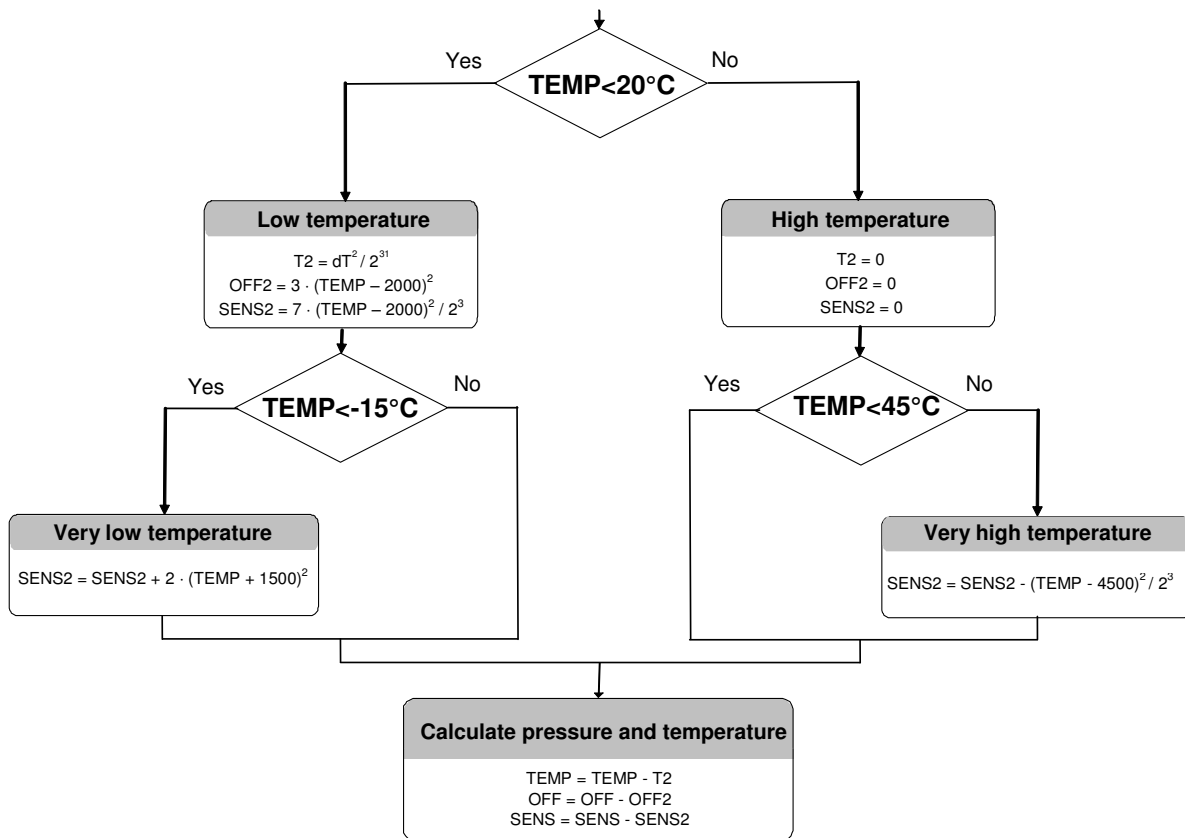 TEMP<20°C
Yes
No
Low temperature
T2 = dT² / 2³¹
OFF2 = 3 ⋅ (TEMP – 2000)²
SENS2 = 7 ⋅ (TEMP – 2000)² / 2³
High temperature
T2 = 0
OFF2 = 0
SENS2 = 0
Yes
No
TEMP<-15°C
Yes
No
TEMP<45°C
Very low temperature
SENS2 = SENS2 + 2 ⋅ (TEMP + 1500)²
Very high temperature
SENS2 = SENS2 - (TEMP - 4500)² / 2³
Calculate pressure and temperature
TEMP = TEMP - T2
OFF = OFF - OFF2
SENS = SENS - SENS2